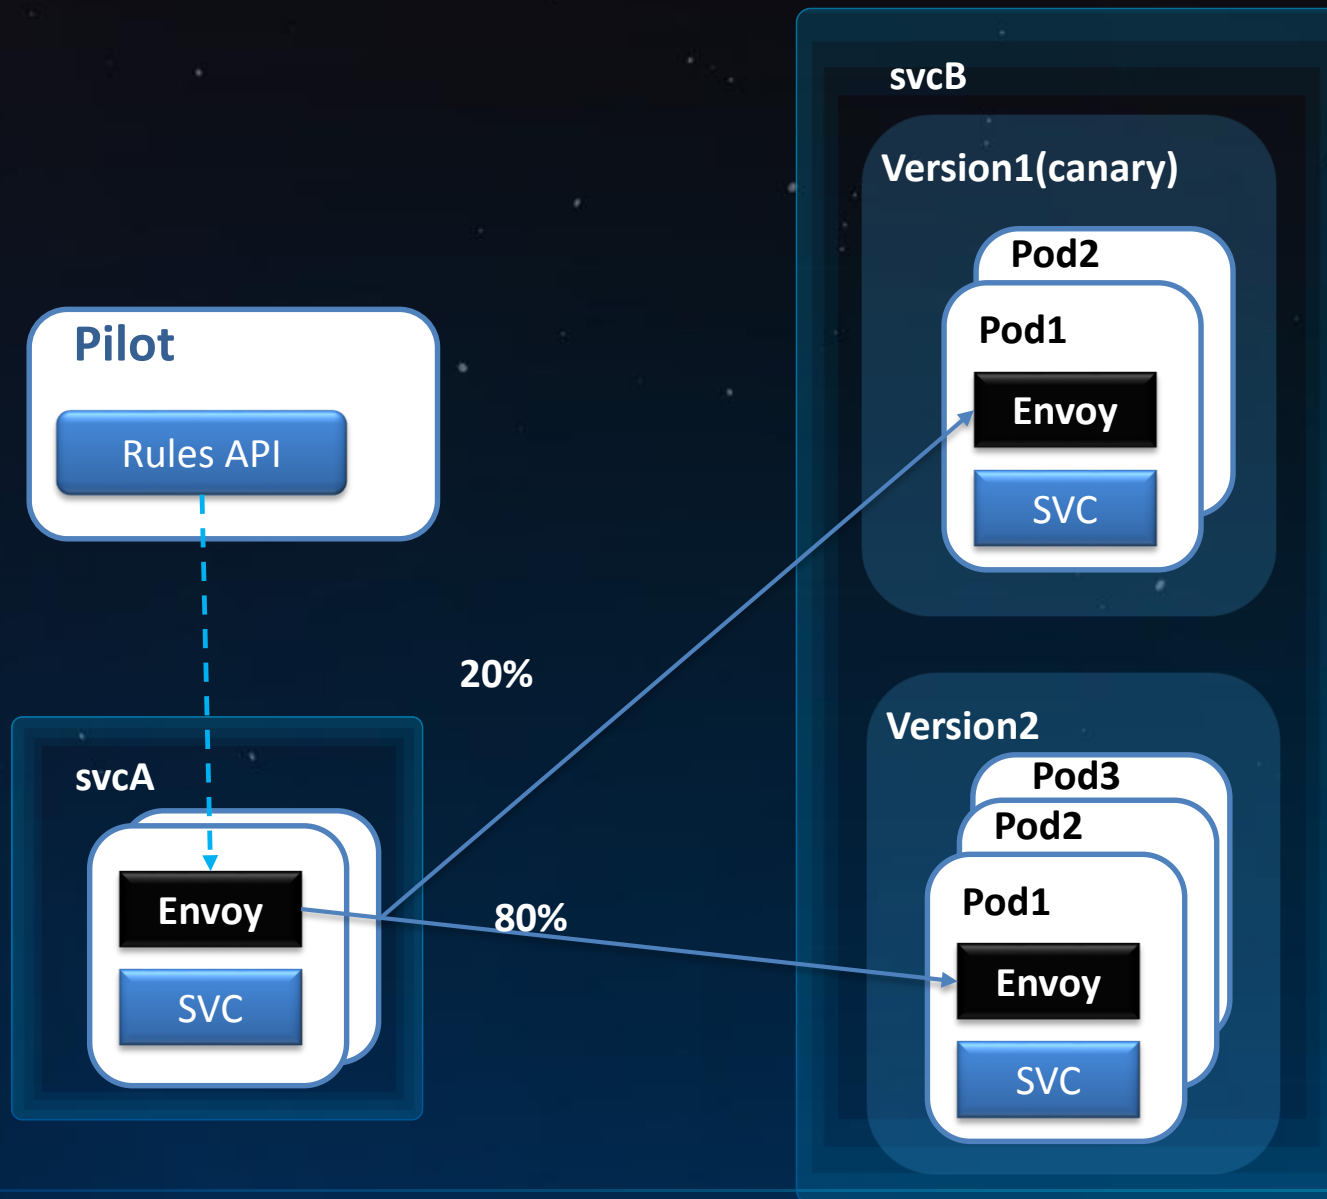 svcB
Version1(canary)
Pod2
Pod1
Envoy
SVC
Pilot
Rules API
20%
svcA
Envoy
SVC
80%
Version2
Pod3
Pod2
Pod1
Envoy
SVC